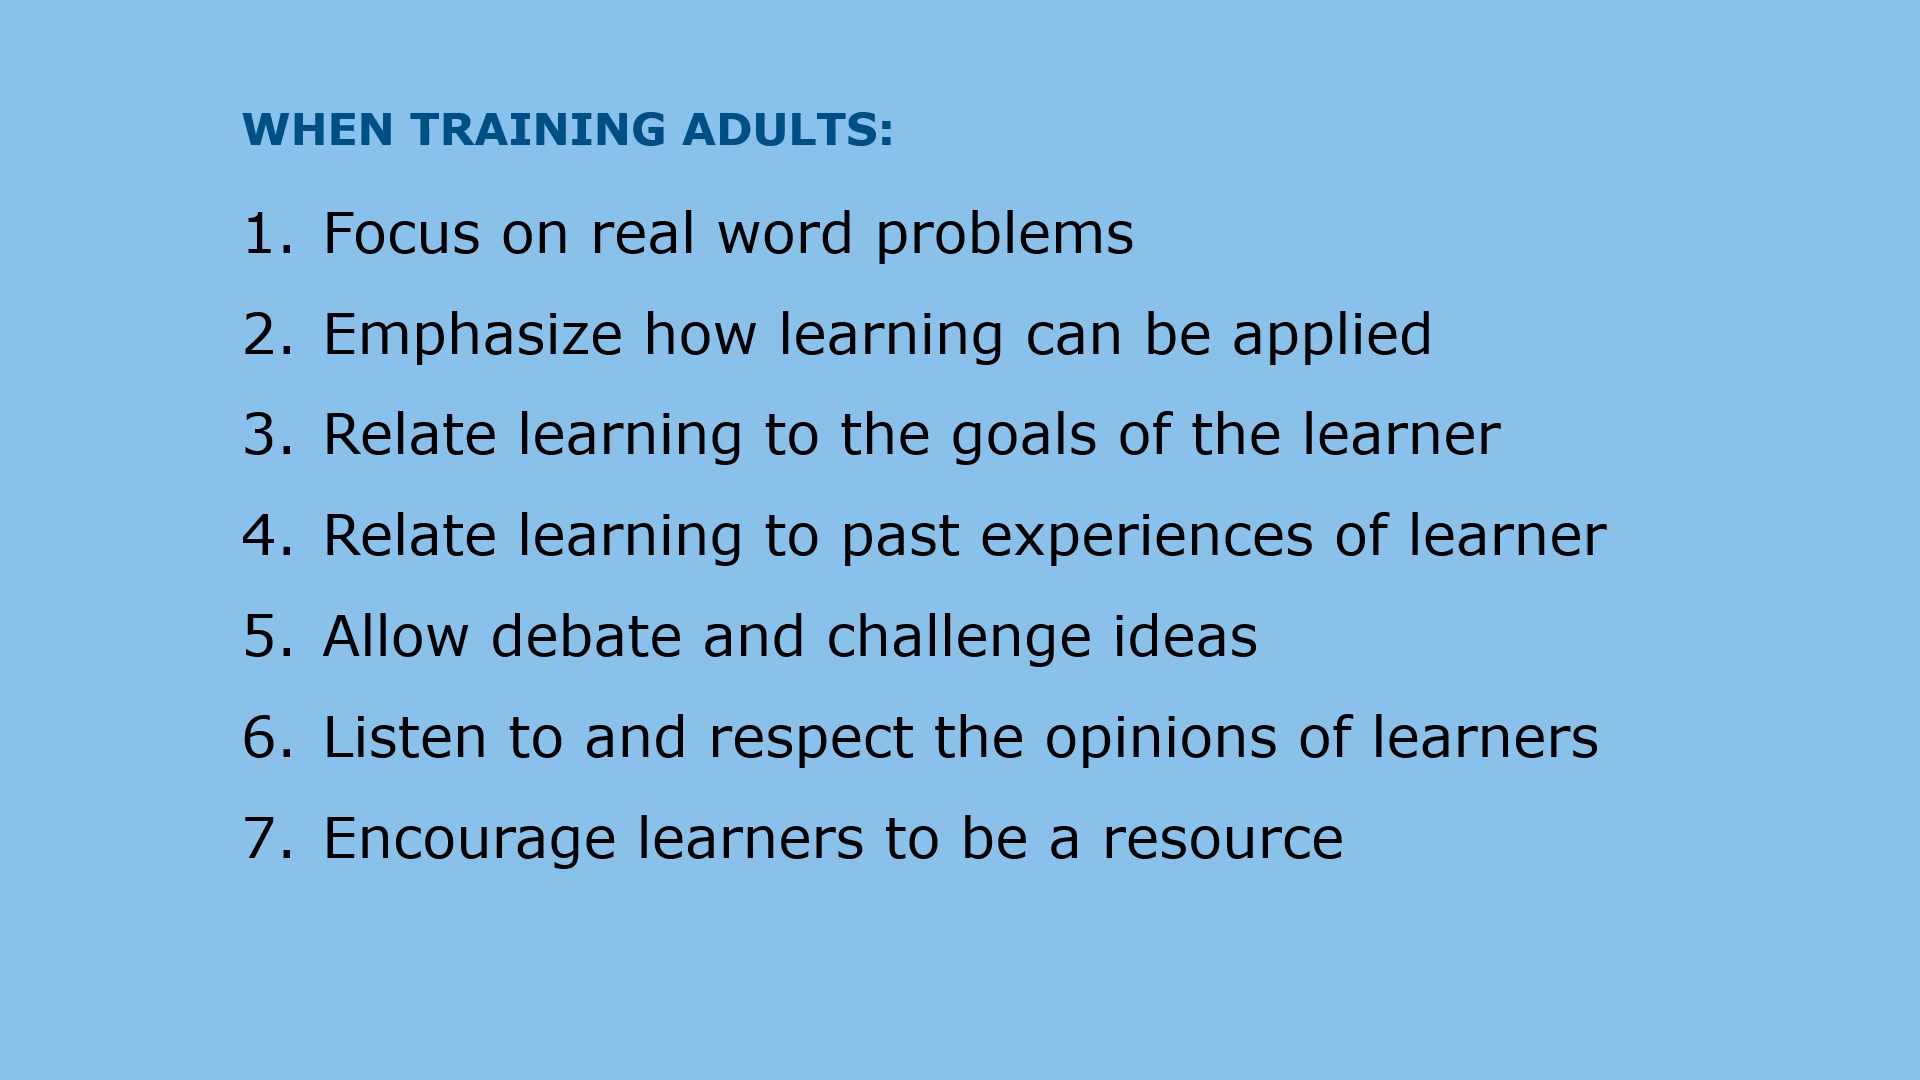 WHEN TRAINING ADULTS:
1. Focus on real word problems
2. Emphasize how learning can be applied
3. Relate learning to the goals of the learner
4. Relate learning to past experiences of learner
5. Allow debate and challenge ideas
6. Listen to and respect the opinions of learners
7. Encourage learners to be a resource